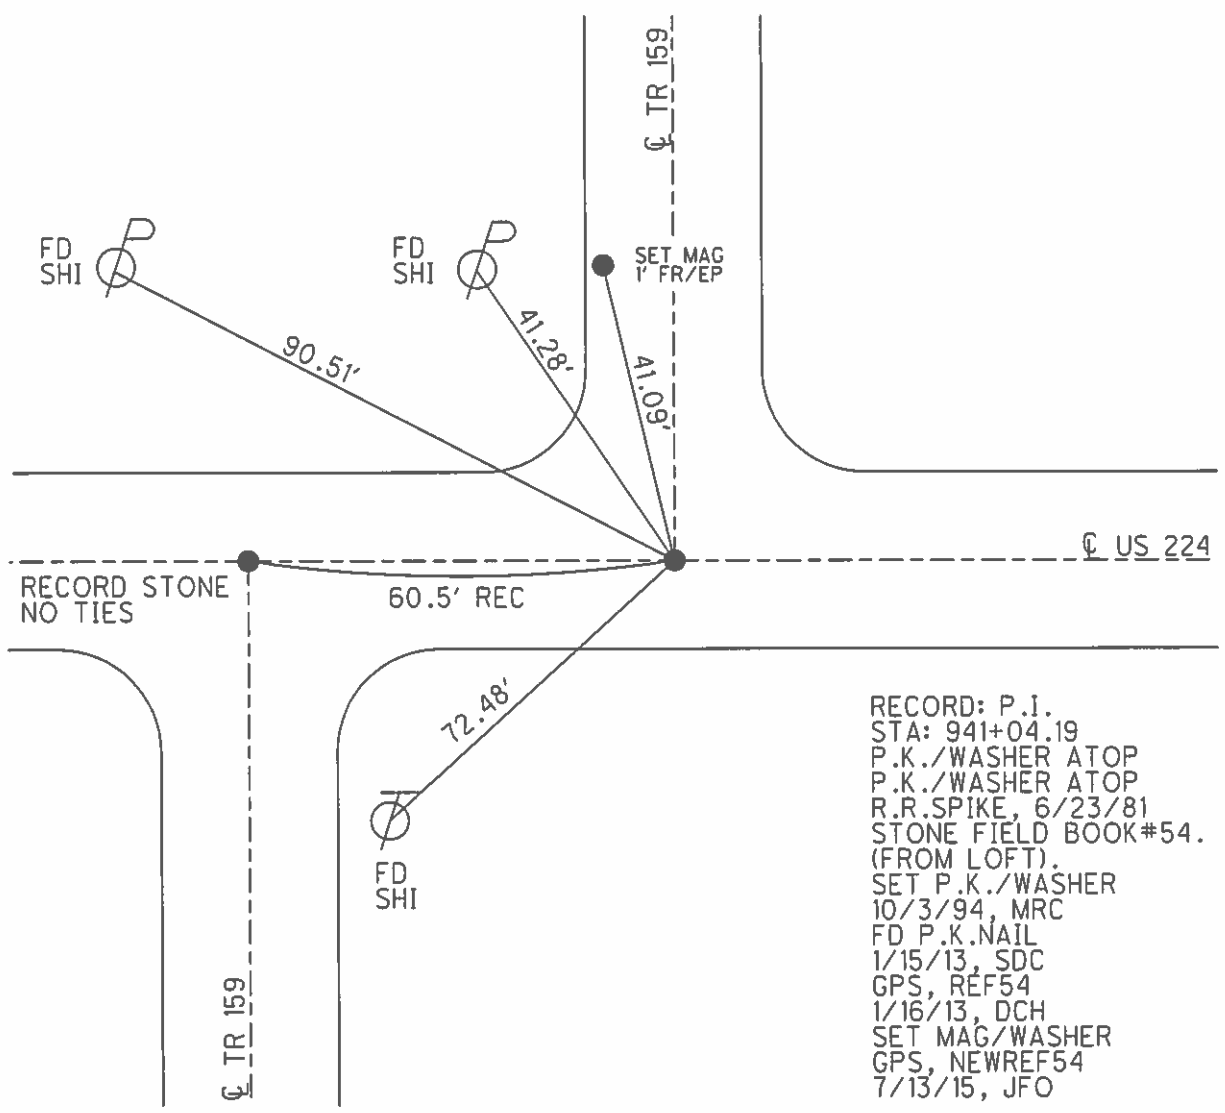 ℄ TR 159
FD
SHI
FD
SHI
SET MAG
1' FR/EP
90.51'
41.28'
41.09'
℄ US 224
RECORD STONE
NO TIES
60.5' REC
72.48'
FD
SHI
℄ TR 159
RECORD: P.I.
STA: 941+04.19
P.K./WASHER ATOP
P.K./WASHER ATOP
R.R.SPIKE, 6/23/81
STONE FIELD BOOK#54.
(FROM LOFT).
SET P.K./WASHER
10/3/94, MRC
FD P.K.NAIL
1/15/13, SDC
GPS, REF54
1/16/13, DCH
SET MAG/WASHER
GPS, NEWREF54
7/13/15, JFO